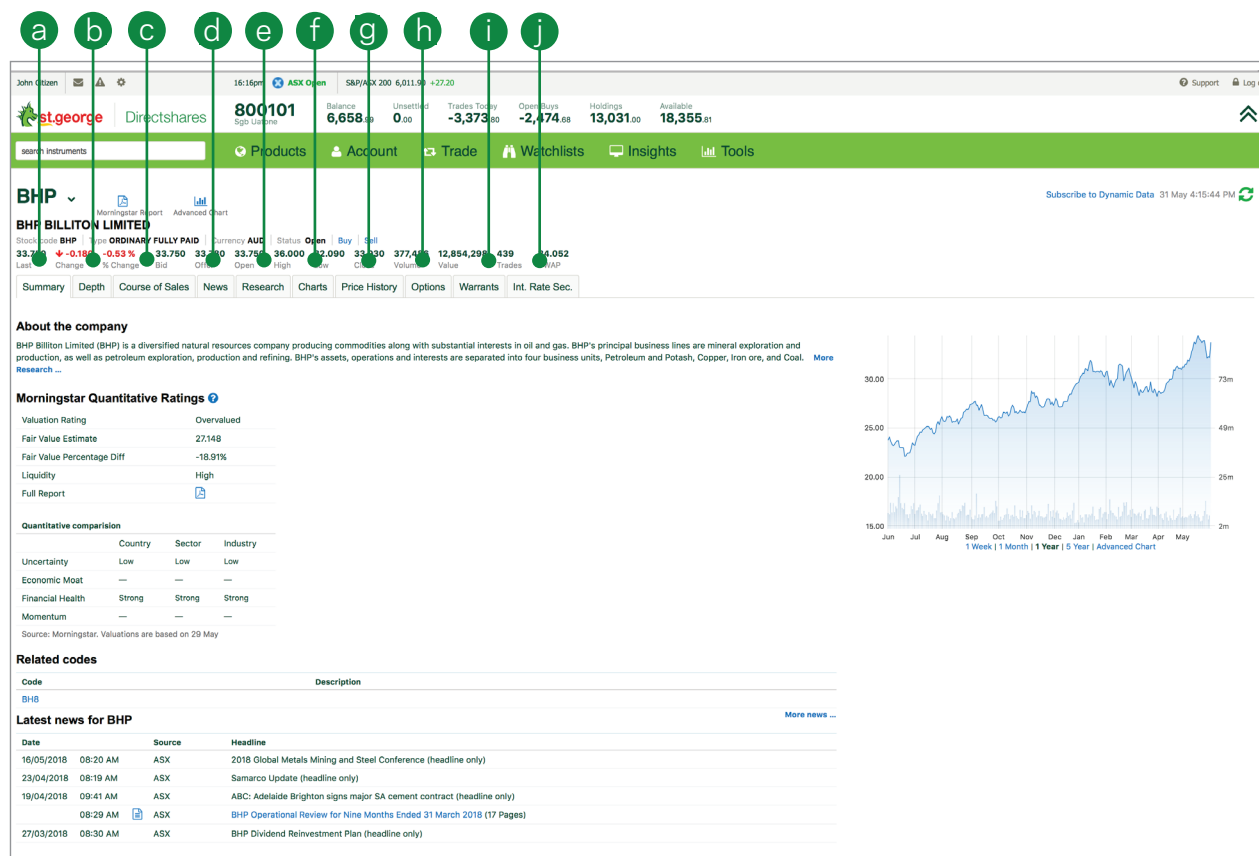 a b c d e f g h i j
John Citizen 16:16pm ASX Open S&P/ASX 200 6,011.90 +27.20 Support Log
st.george Directshares 800101 Balance Unsettled Trades Today Open Buys Holdings Available
Sgb Uatone 6,658.99 0.00 -3,373.80 -2,474.68 13,031.00 18,355.81
search instruments Products Account Trade Watchlists Insights Tools
BHP Morningstar Report Advanced Chart Subscribe to Dynamic Data 31 May 4:15:44 PM
BHP BILLITON LIMITED
Stock code BHP Type ORDINARY FULLY PAID Currency AUD Status Open Buy Sell
-0.180 -0.53 % 33.750 33.750 36.000 12,854,298 439
Last Change % Change Bid Offer Open High Low Close Volume Value Trades VWAP
Summary Depth Course of Sales News Research Charts Price History Options Warrants Int. Rate Sec.
About the company
BHP Billiton Limited (BHP) is a diversified natural resources company producing commodities along with substantial interests in oil and gas. BHP's principal business lines are mineral exploration and
production, as well as petroleum exploration, production and refining. BHP's assets, operations and interests are separated into four business units, Petroleum and Potash, Copper, Iron ore, and Coal. More
Research ...
Morningstar Quantitative Ratings
Valuation Rating Overvalued
Fair Value Estimate 27.148
Fair Value Percentage Diff -18.91%
Liquidity High
Full Report
Quantitative comparision
Country Sector Industry
Uncertainty Low Low Low
Economic Moat — — —
Financial Health Strong Strong Strong
Momentum — — —
Source: Morningstar. Valuations are based on 29 May
30.00 73m
25.00 49m
20.00 25m
15.00 2m
Jun Jul Aug Sep Oct Nov Dec Jan Feb Mar Apr May
1 Week | 1 Month | 1 Year | 5 Year | Advanced Chart
Related codes
Code Description
BH8
Latest news for BHP More news ...
Date Source Headline
16/05/2018 08:20 AM ASX 2018 Global Metals Mining and Steel Conference (headline only)
23/04/2018 08:19 AM ASX Samarco Update (headline only)
19/04/2018 09:41 AM ASX ABC: Adelaide Brighton signs major SA cement contract (headline only)
08:29 AM ASX BHP Operational Review for Nine Months Ended 31 March 2018 (17 Pages)
27/03/2018 08:30 AM ASX BHP Dividend Reinvestment Plan (headline only)